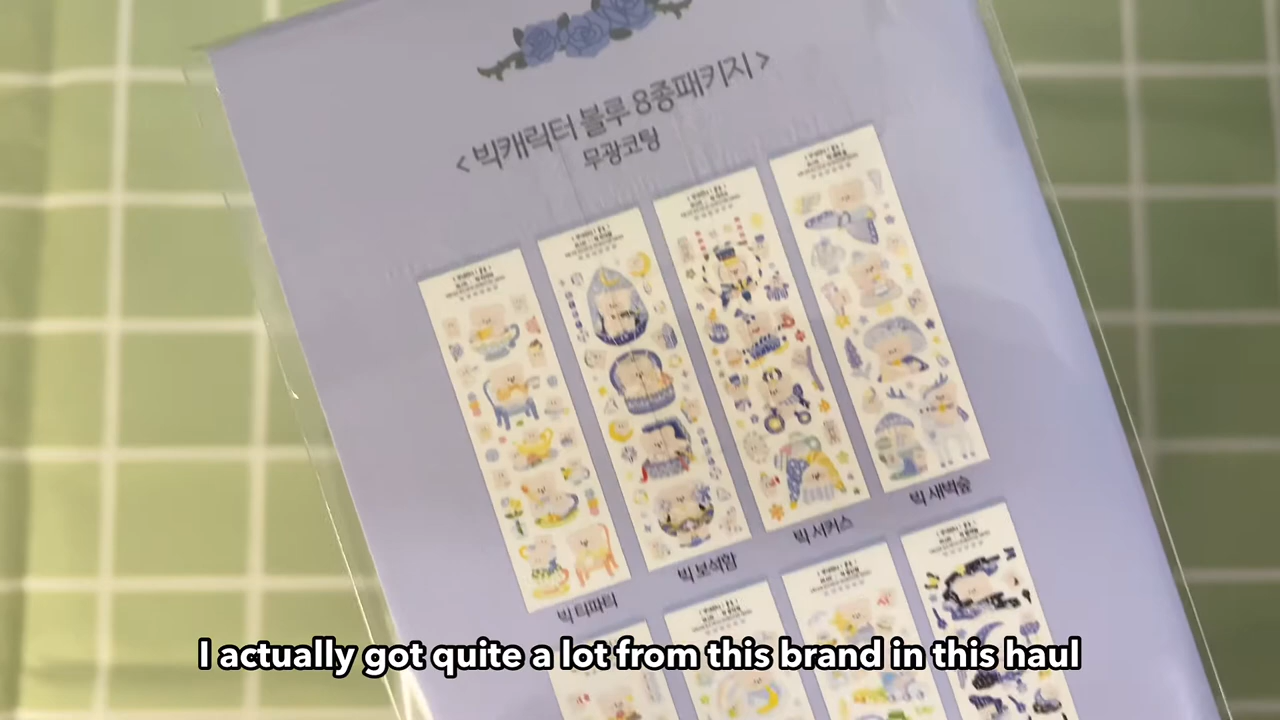 <빅캐릭터 블루 8종패키지>
무광코팅
빅 티파티
빅 보석함
빅 서커스
빅 새벽숲
I actually got quite a lot from this brand in this haul